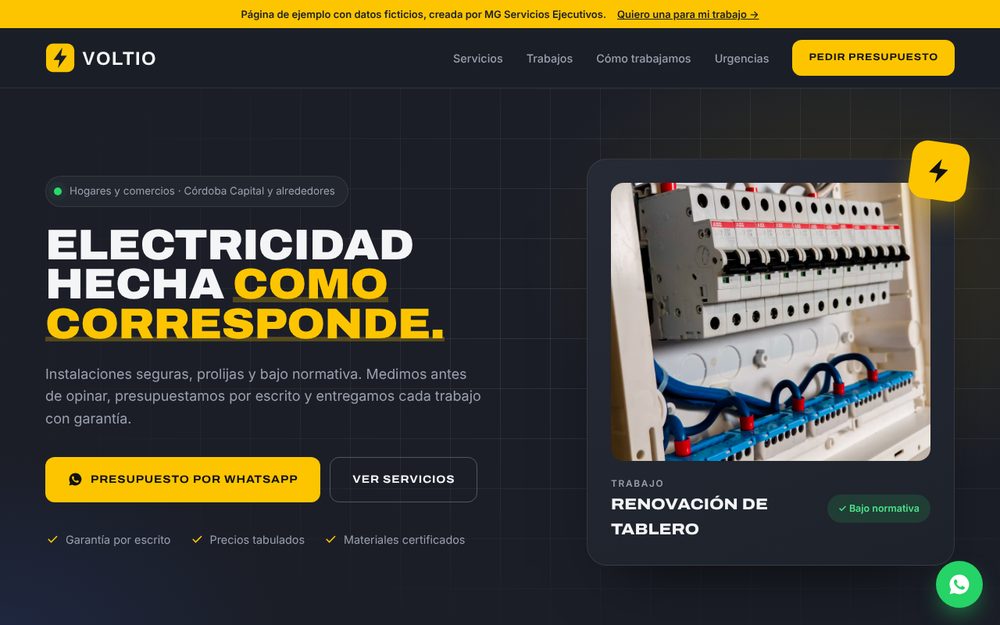 Página de ejemplo con datos ficticios, creada por MG Servicios Ejecutivos. Quiero una para mi trabajo →
VOLTIO
Servicios Trabajos Cómo trabajamos Urgencias PEDIR PRESUPUESTO
Hogares y comercios · Córdoba Capital y alrededores
ELECTRICIDAD
HECHA COMO
CORRESPONDE.
Instalaciones seguras, prolijas y bajo normativa. Medimos antes
de opinar, presupuestamos por escrito y entregamos cada trabajo
con garantía.
PRESUPUESTO POR WHATSAPP VER SERVICIOS
✓ Garantía por escrito ✓ Precios tabulados ✓ Materiales certificados
TRABAJO
RENOVACIÓN DE
TABLERO
✓ Bajo normativa